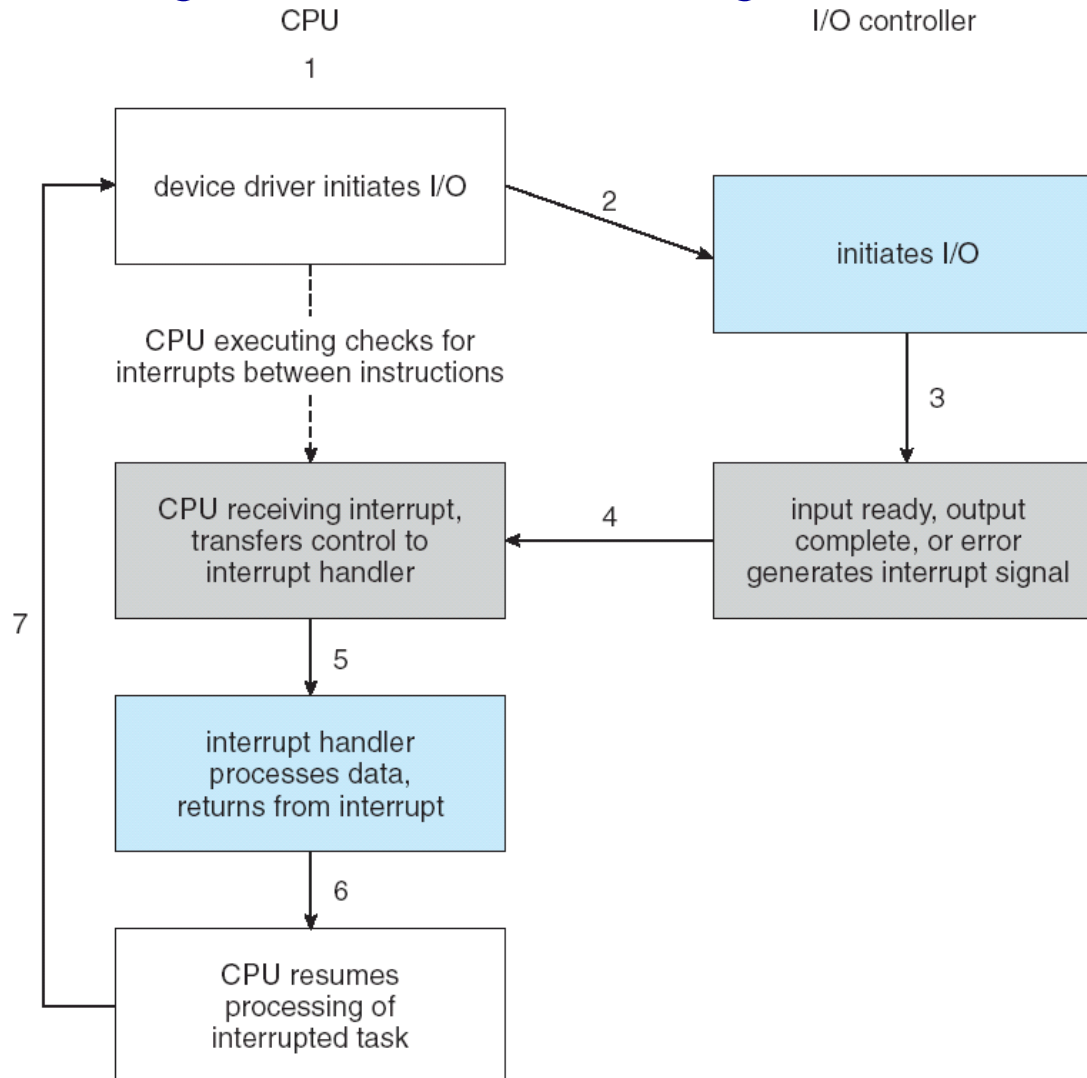 CPU
I/O controller
1
device driver initiates I/O
2
initiates I/O
CPU executing checks for
interrupts between instructions
3
CPU receiving interrupt,
transfers control to
interrupt handler
4
input ready, output
complete, or error
generates interrupt signal
7
5
interrupt handler
processes data,
returns from interrupt
6
CPU resumes
processing of
interrupted task